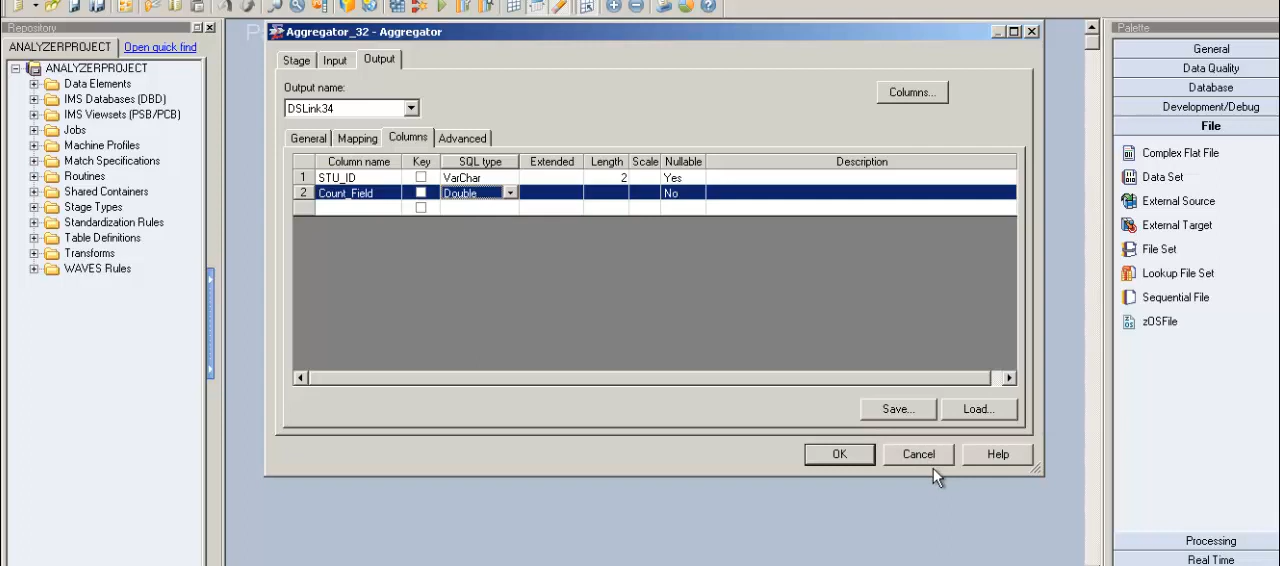 Repository
ANALYZERPROJECT Open quick find
ANALYZERPROJECT
Data Elements
IMS Databases (DBD)
IMS Viewsets (PSB/PCB)
Jobs
Machine Profiles
Match Specifications
Routines
Shared Containers
Stage Types
Standardization Rules
Table Definitions
Transforms
WAVES Rules
Aggregator_32 - Aggregator
Stage Input Output
Output name:
DSLink34
Columns...
General Mapping Columns Advanced
Column name Key SQL type Extended Length Scale Nullable Description
1 STU_ID VarChar 2 Yes
2 Count_Field Double No
Save... Load...
OK Cancel Help
Palette
General
Data Quality
Database
Development/Debug
File
Complex Flat File
Data Set
External Source
External Target
File Set
Lookup File Set
Sequential File
zOSFile
Processing
Real Time